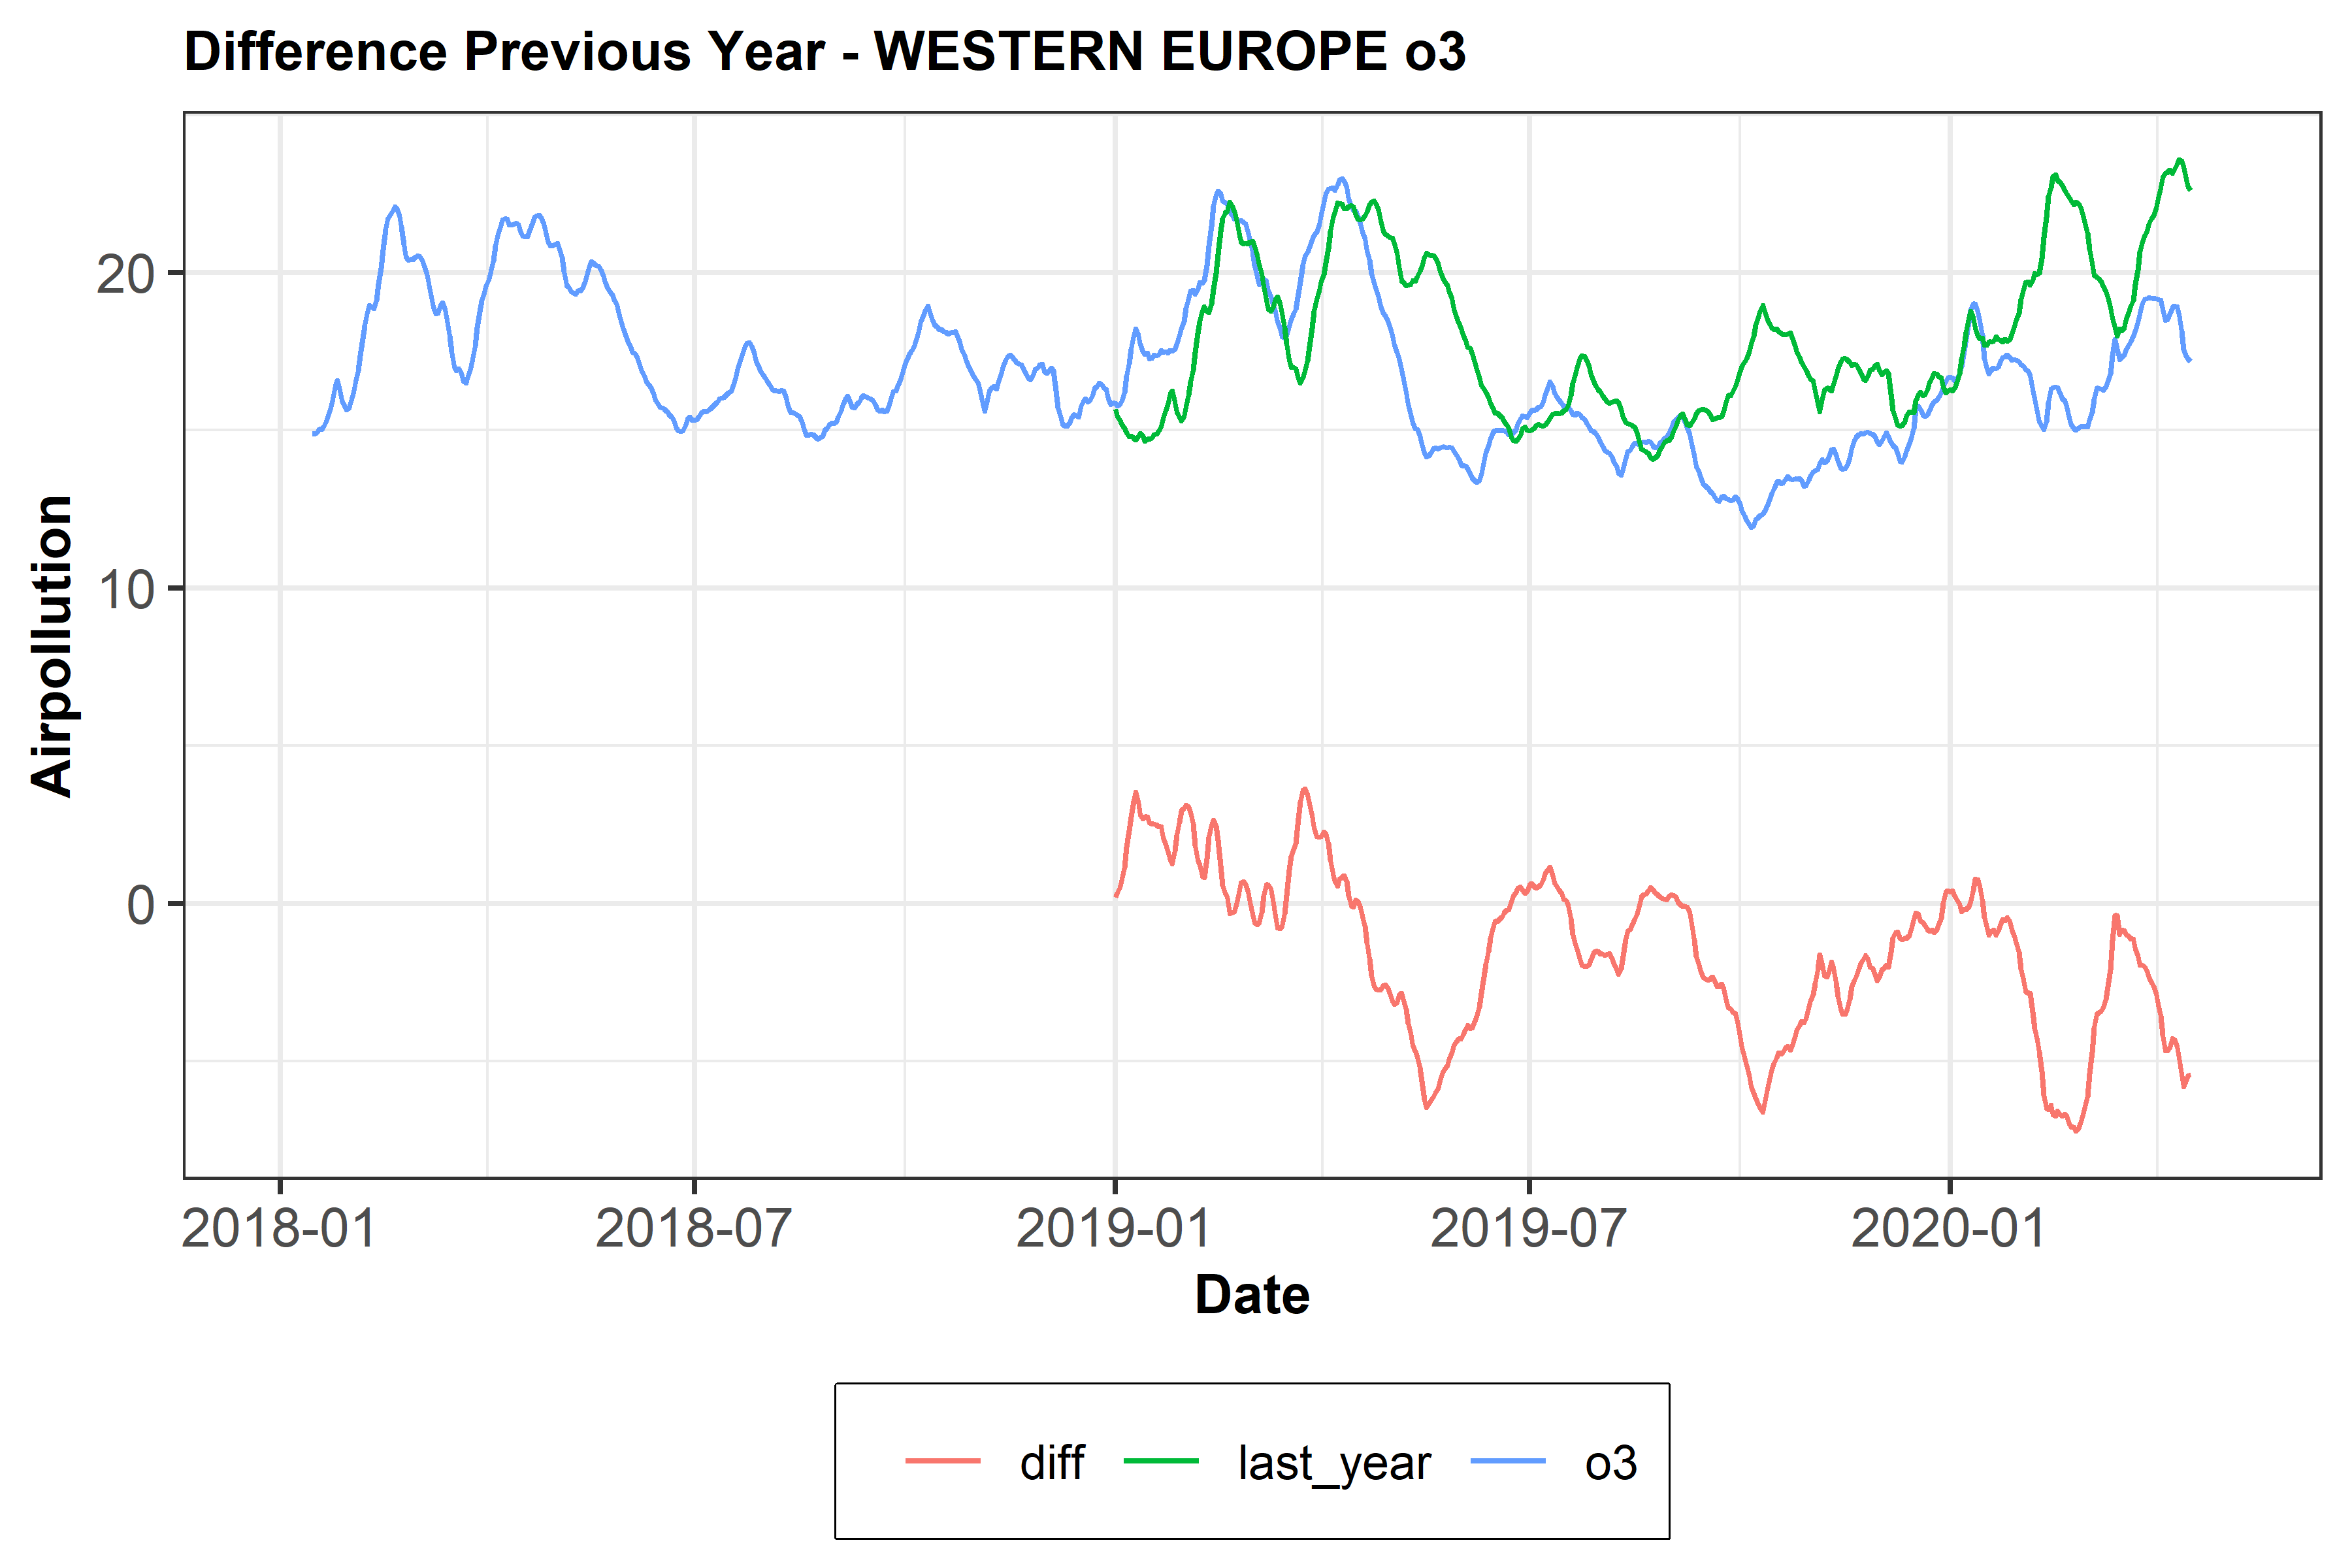 Difference Previous Year - WESTERN EUROPE o3
Airpollution
20
10
0
2018-01 2018-07 2019-01 2019-07 2020-01
Date
diff last_year o3